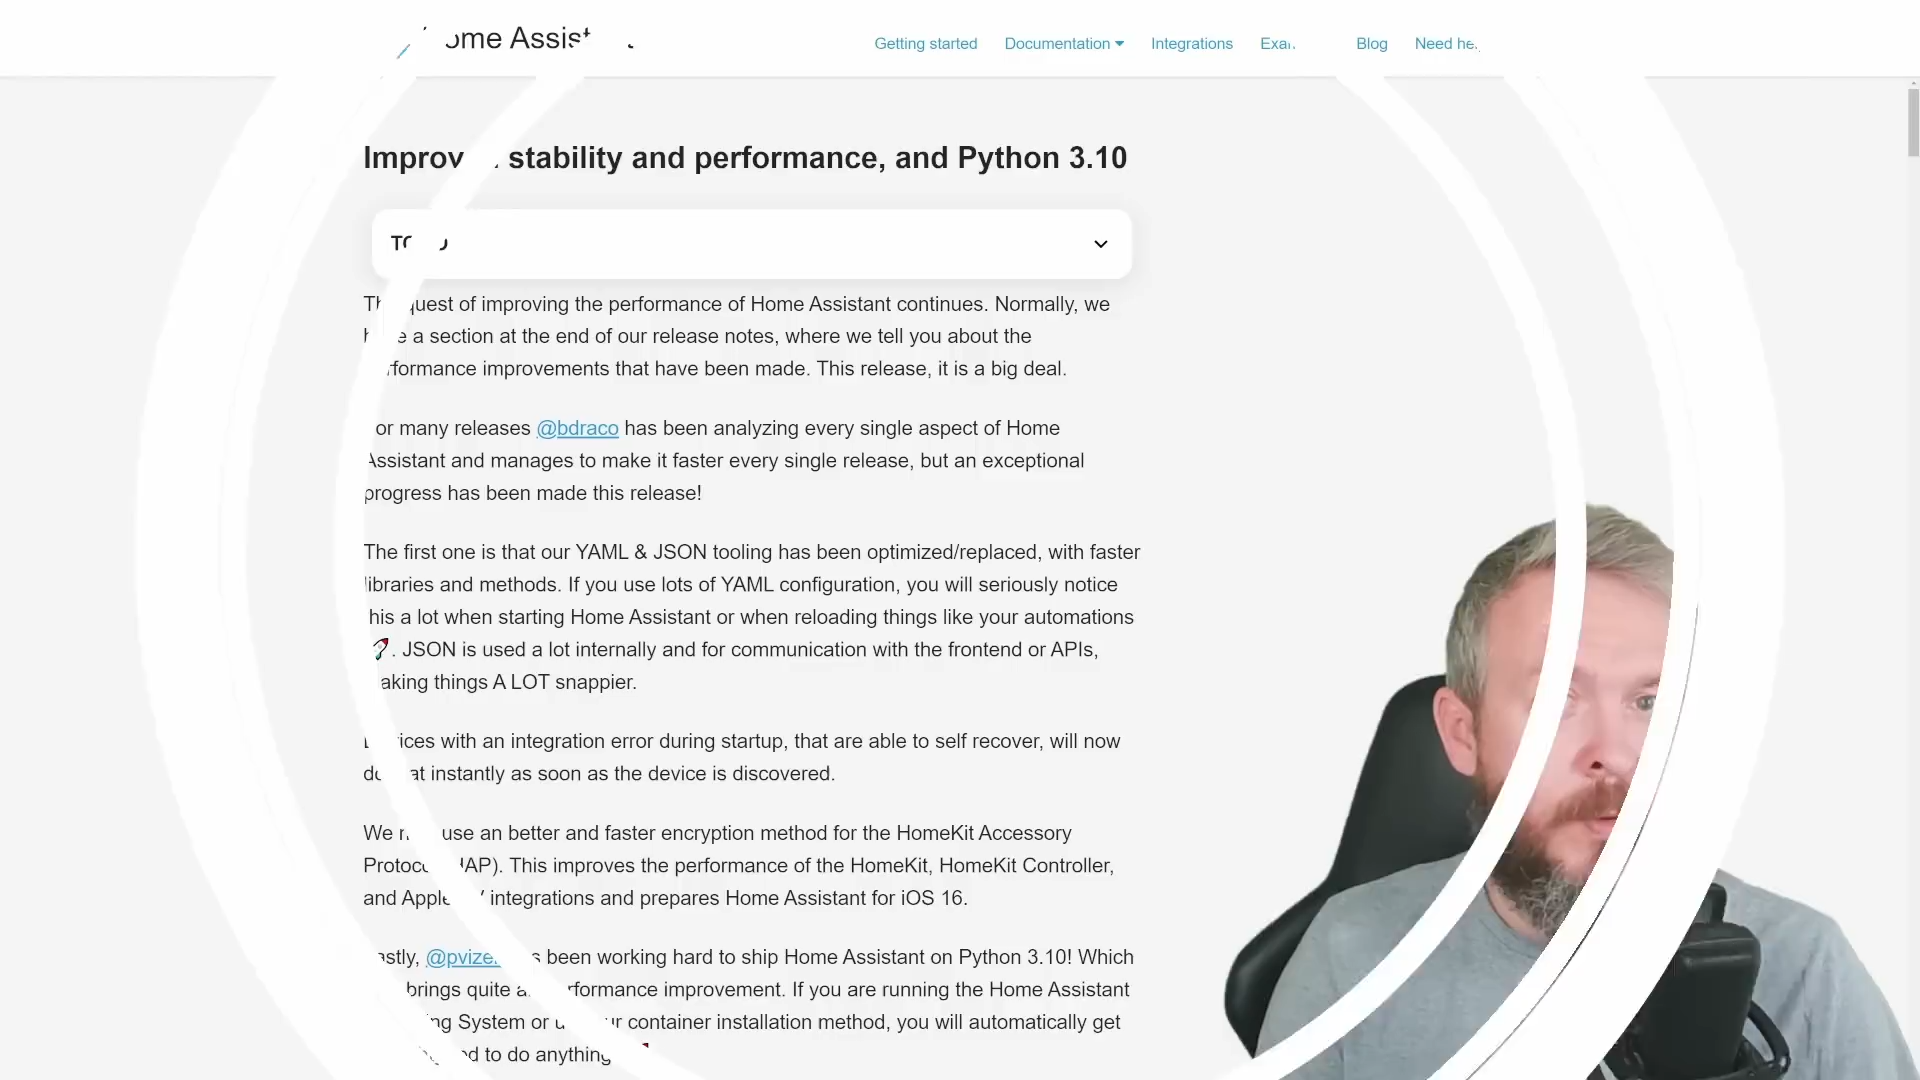 ome Assist
Getting started Documentation Integrations Blog Need
stability and performance, and Python 3.10
quest of improving the performance of Home Assistant continues. Normally, we
a section at the end of our release notes, where we tell you about the
formance improvements that have been made. This release, it is a big deal.
or many releases @bdraco has been analyzing every single aspect of Home
Assistant and manages to make it faster every single release, but an exceptional
progress has been made this release!
The first one is that our YAML & JSON tooling has been optimized/replaced, with faster
libraries and methods. If you use lots of YAML configuration, you will seriously notice
his a lot when starting Home Assistant or when reloading things like your automations
🚀. JSON is used a lot internally and for communication with the frontend or APIs,
aking things A LOT snappier.
ices with an integration error during startup, that are able to self recover, will now
at instantly as soon as the device is discovered.
We use an better and faster encryption method for the HomeKit Accessory
AP). This improves the performance of the HomeKit, HomeKit Controller,
and Apple integrations and prepares Home Assistant for iOS 16.
astly, @pvize s been working hard to ship Home Assistant on Python 3.10! Which
brings quite a formance improvement. If you are running the Home Assistant
ng System or container installation method, you will automatically get
to do anything